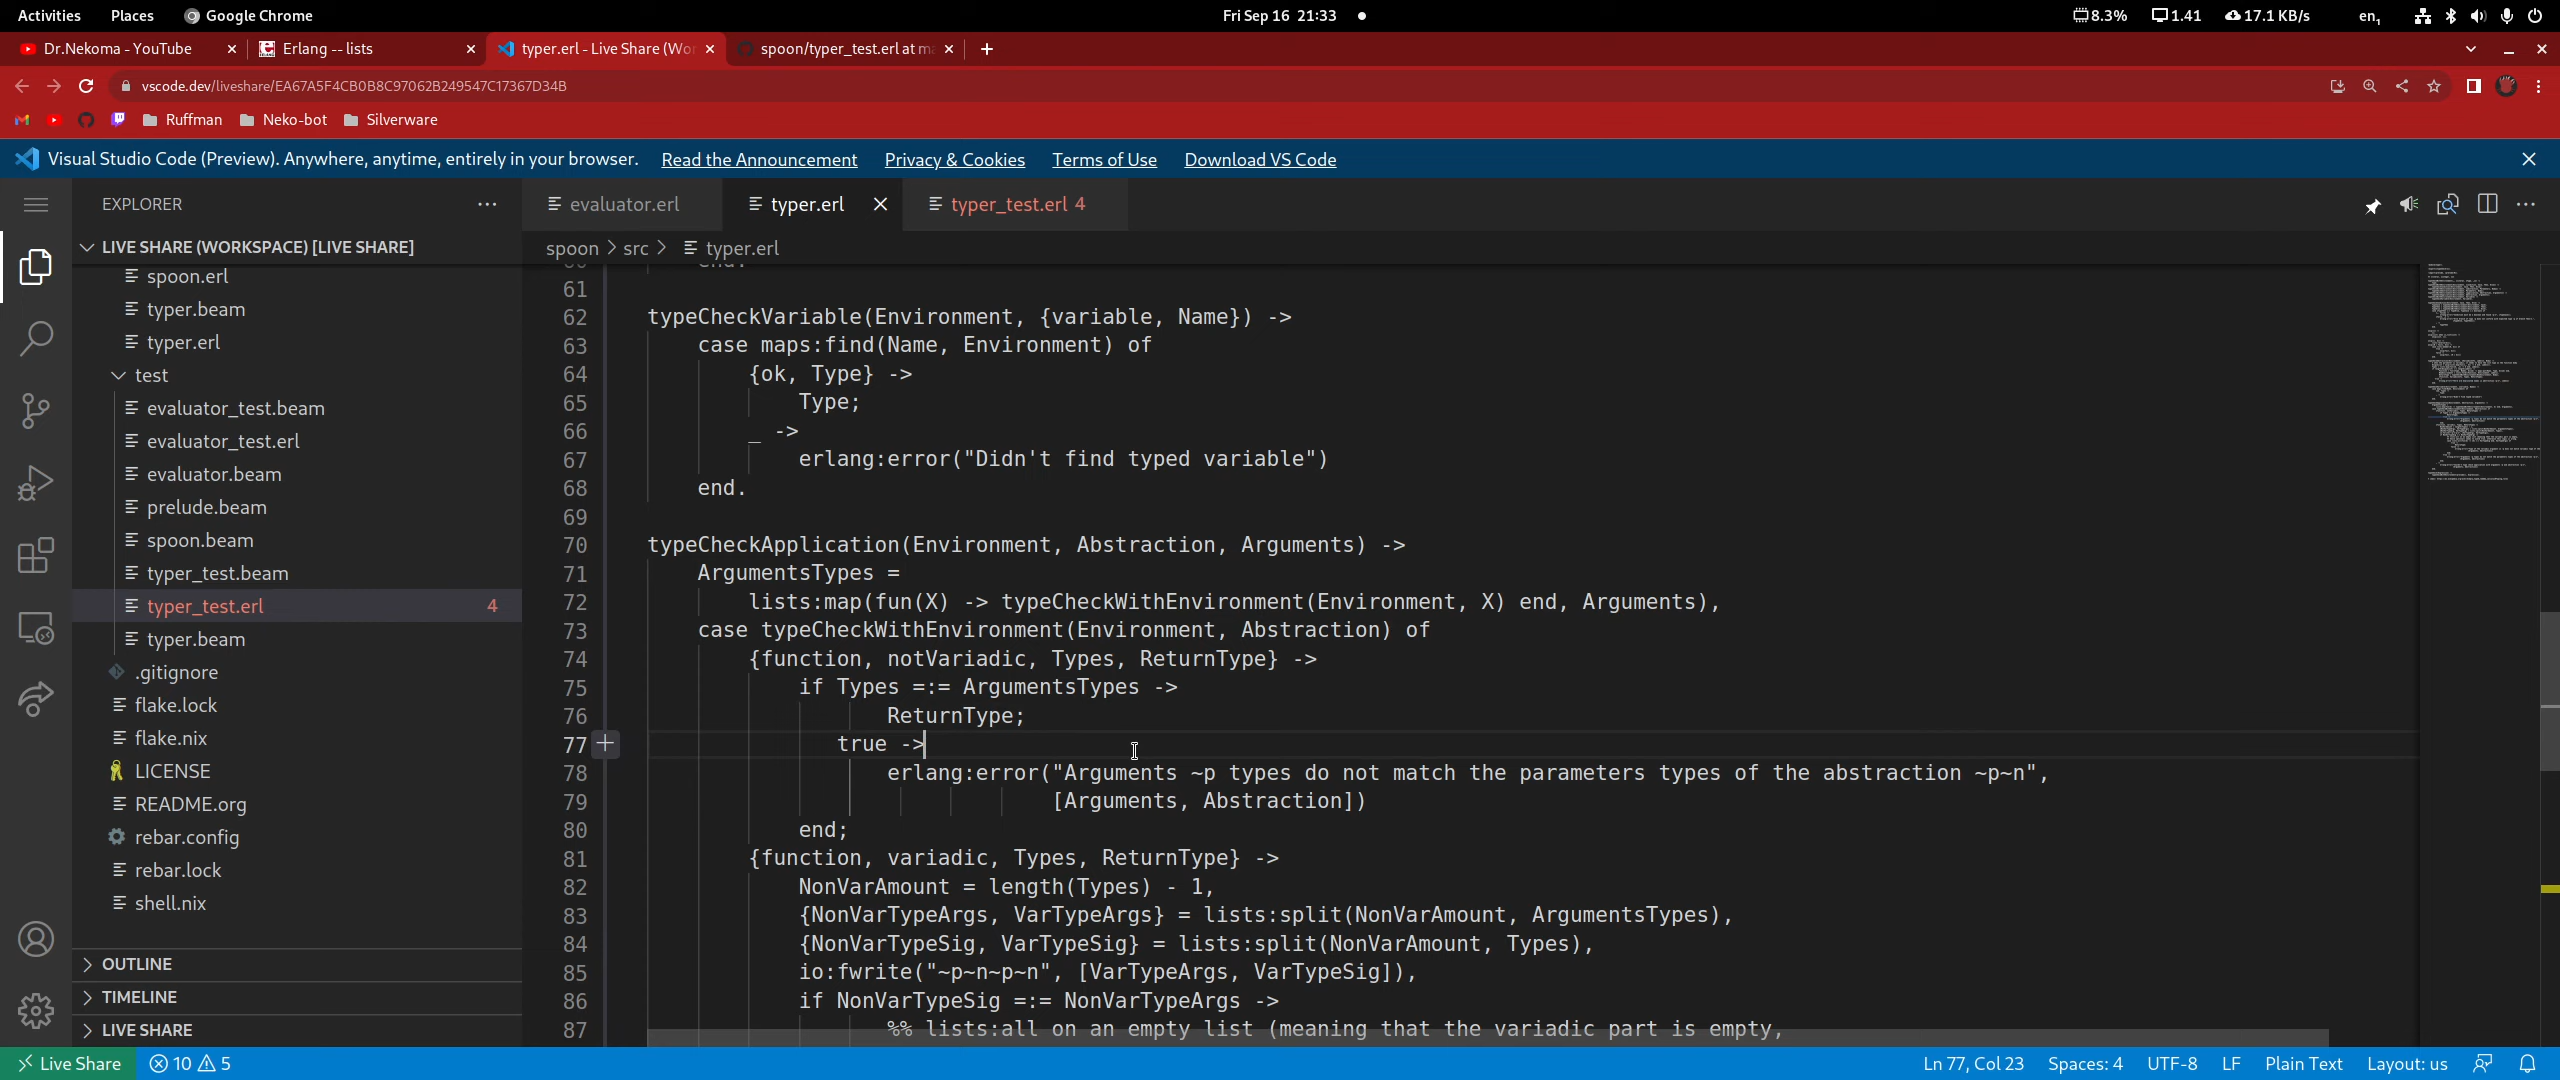 Activities Places Google Chrome Fri Sep 16 21:33 8.3% 1.41 17.1 KB/s en1
Dr.Nekoma - YouTube Erlang -- lists typer.erl - Live Share (Wor spoon/typer_test.erl at ma
vscode.dev/liveshare/EA67A5F4CB0B8C97062B249547C17367D34B
Ruffman Neko-bot Silverware
Visual Studio Code (Preview). Anywhere, anytime, entirely in your browser. Read the Announcement Privacy & Cookies Terms of Use Download VS Code
EXPLORER
evaluator.erl typer.erl typer_test.erl 4
LIVE SHARE (WORKSPACE) [LIVE SHARE]
spoon > src > typer.erl
spoon.erl
typer.beam
typer.erl
test
evaluator_test.beam
evaluator_test.erl
evaluator.beam
prelude.beam
spoon.beam
typer_test.beam
typer_test.erl 4
typer.beam
.gitignore
flake.lock
flake.nix
LICENSE
README.org
rebar.config
rebar.lock
shell.nix
OUTLINE
TIMELINE
LIVE SHARE
60 end.
61
62 typeCheckVariable(Environment, {variable, Name}) ->
63 case maps:find(Name, Environment) of
64 {ok, Type} ->
65 Type;
66 _ ->
67 erlang:error("Didn't find typed variable")
68 end.
69
70 typeCheckApplication(Environment, Abstraction, Arguments) ->
71 ArgumentsTypes =
72 lists:map(fun(X) -> typeCheckWithEnvironment(Environment, X) end, Arguments),
73 case typeCheckWithEnvironment(Environment, Abstraction) of
74 {function, notVariadic, Types, ReturnType} ->
75 if Types =:= ArgumentsTypes ->
76 ReturnType;
77 true ->
78 erlang:error("Arguments ~p types do not match the parameters types of the abstraction ~p~n",
79 [Arguments, Abstraction])
80 end;
81 {function, variadic, Types, ReturnType} ->
82 NonVarAmount = length(Types) - 1,
83 {NonVarTypeArgs, VarTypeArgs} = lists:split(NonVarAmount, ArgumentsTypes),
84 {NonVarTypeSig, VarTypeSig} = lists:split(NonVarAmount, Types),
85 io:fwrite("~p~n~p~n", [VarTypeArgs, VarTypeSig]),
86 if NonVarTypeSig =:= NonVarTypeArgs ->
87 %% lists:all on an empty list (meaning that the variadic part is empty,
Live Share 10 5 Ln 77, Col 23 Spaces: 4 UTF-8 LF Plain Text Layout: us